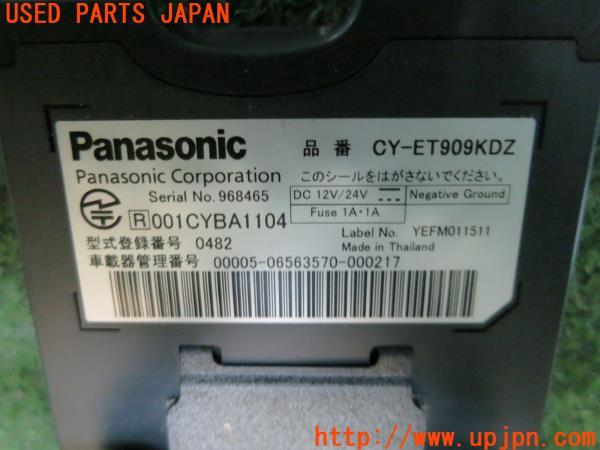 USED PARTS JAPAN
Panasonic 品番 CY-ET909KDZ
Panasonic Corporation このシールをはがさないでください。
Serial No. 968465 DC 12V/24V Negative Ground
R 001CYBA1104 Fuse 1A・1A
Label No. YEFM011511
型式登録番号 0482 Made in Thailand
車載器管理番号 00005-06563570-000217
http://www.upjpn.com/